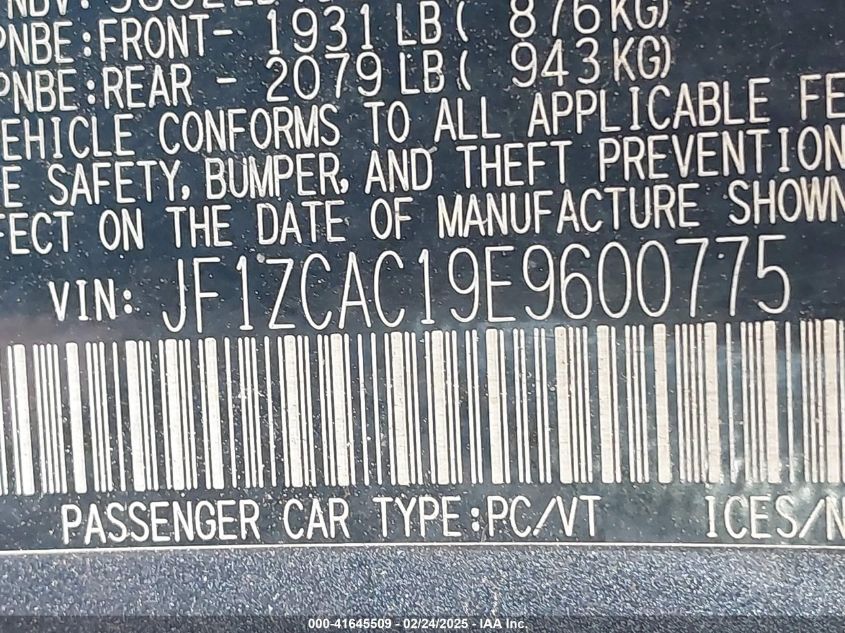 PNBE:FRONT- 1931 LB( 876KG)
PNBE:REAR - 2079 LB( 943KG)
EHICLE CONFORMS TO ALL APPLICABLE FE
E SAFETY, BUMPER, AND THEFT PREVENTION
FECT ON THE DATE OF MANUFACTURE SHOWN
VIN: JF1ZCAC19E9600775
PASSENGER CAR TYPE:PC/VT ICES/N
000-41645509 - 02/24/2025 - IAA Inc.